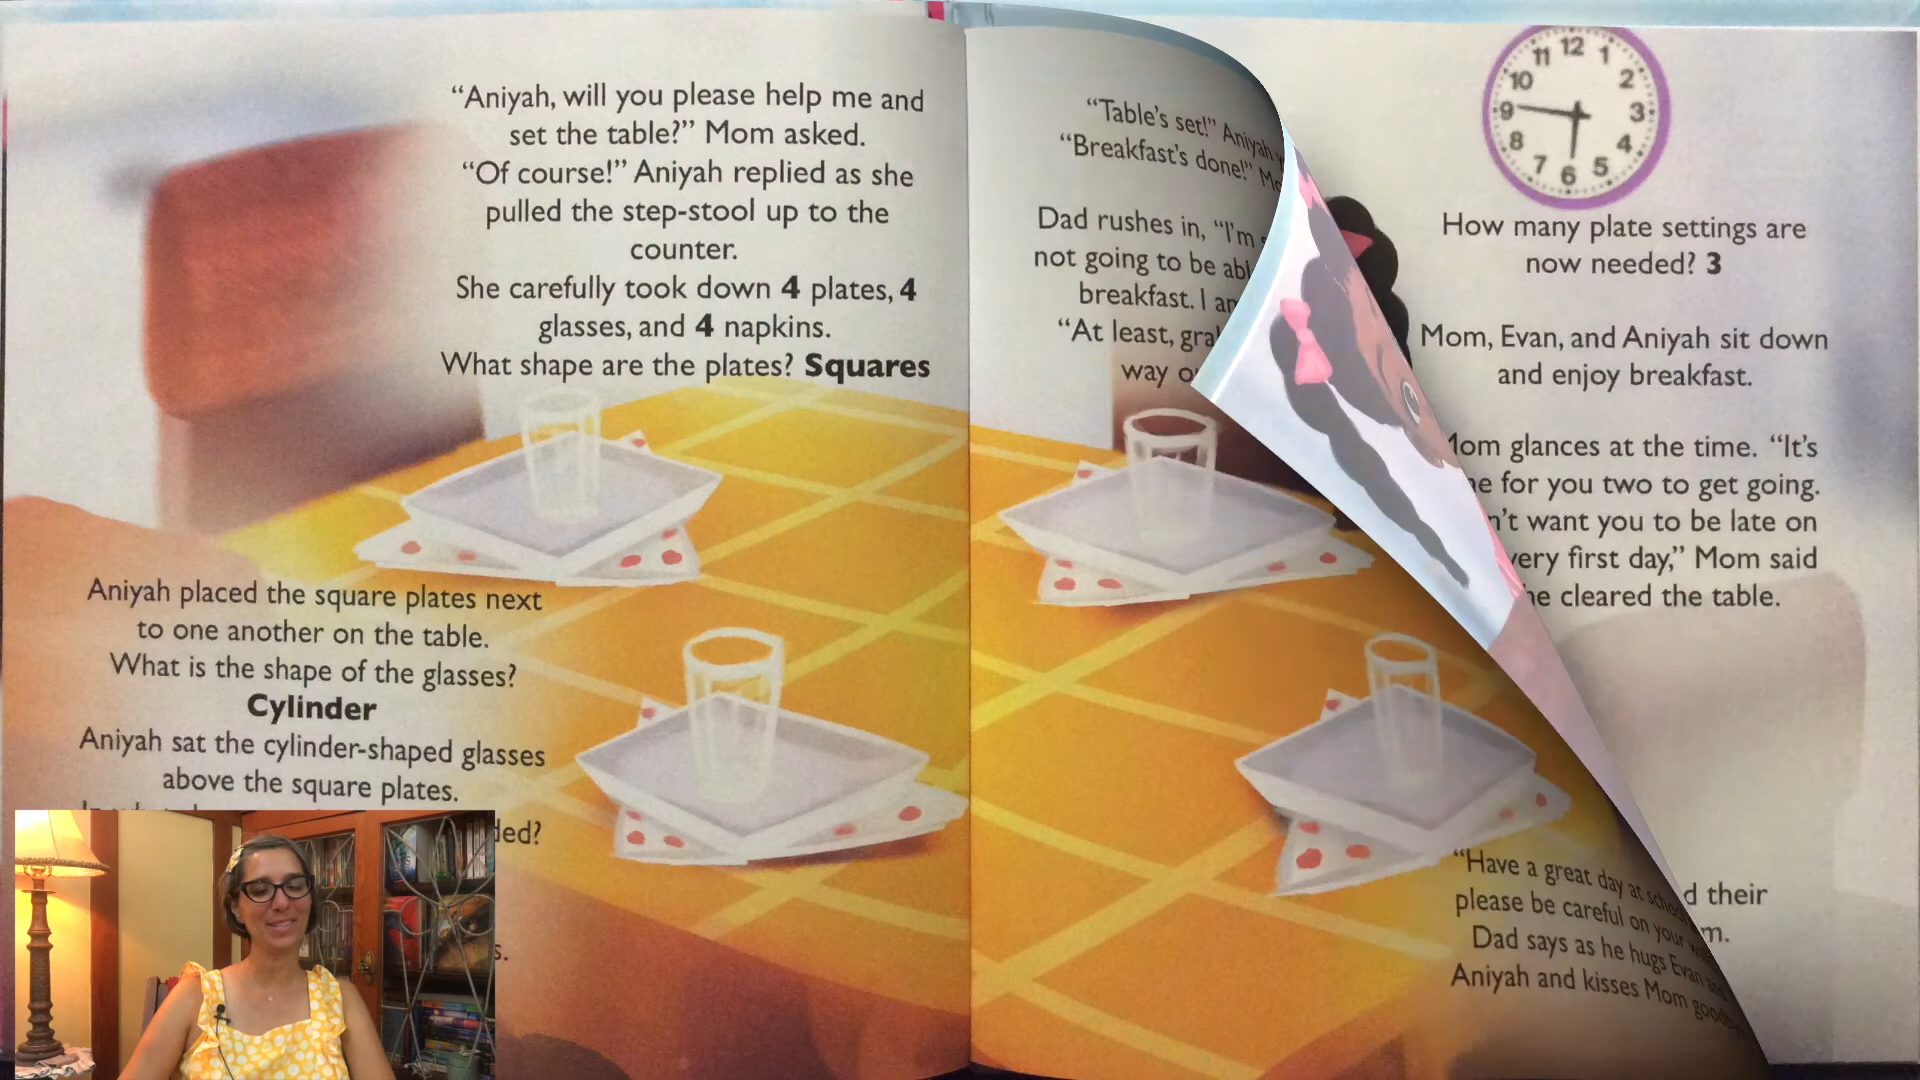 “Aniyah, will you please help me and
set the table?” Mom asked.
“Of course!” Aniyah replied as she
pulled the step-stool up to the
counter.
She carefully took down 4 plates, 4
glasses, and 4 napkins.
What shape are the plates? Squares
Aniyah placed the square plates next
to one another on the table.
What is the shape of the glasses?
Cylinder
Aniyah sat the cylinder-shaped glasses
above the square plates.
“Table’s set!” Aniyah
“Breakfast’s done!”
Dad rushes in, “I’m
not going to be
breakfast. I
“At least,
way
“Have a great day at
please be careful on your
Dad says as he hugs Evan
Aniyah and kisses Mom
12
1
2
3
4
5
6
7
8
9
10
11
How many plate settings are
now needed? 3
Mom, Evan, and Aniyah sit down
and enjoy breakfast.
glances at the time. “It’s
for you two to get going.
want you to be late on
first day,” Mom said
cleared the table.
their